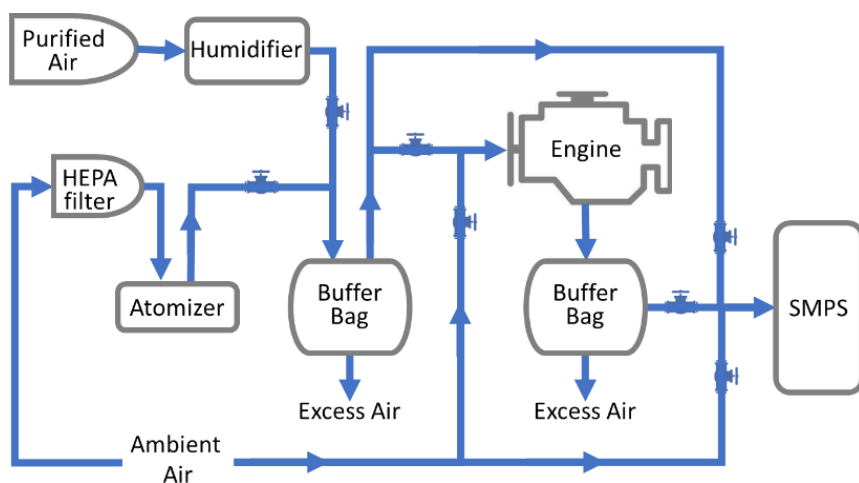 Purified
Air
Humidifier
HEPA
filter
Atomizer
Buffer
Bag
Excess Air
Engine
Buffer
Bag
Excess Air
SMPS
Ambient
Air